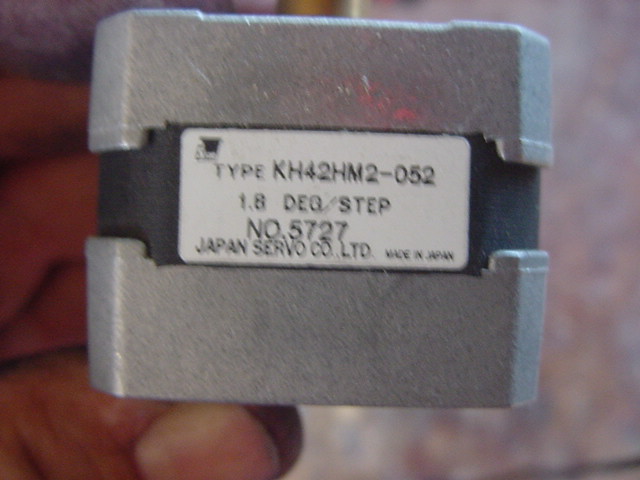 TYPE KH42HM2-052
1.8 DEG/STEP
NO.5727
JAPAN SERVO CO.,LTD. MADE IN JAPAN